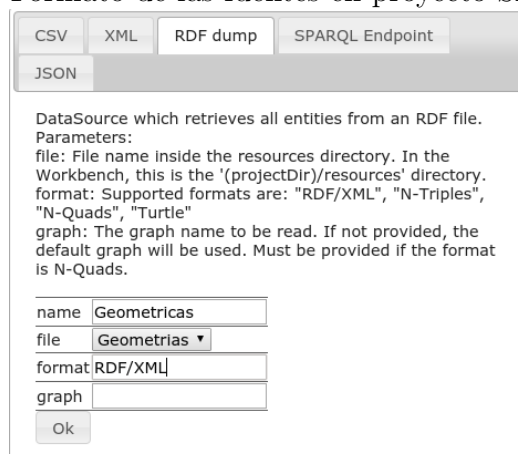 Formato de las fuentes en proyecto
CSV XML RDF dump SPARQL Endpoint
JSON
DataSource which retrieves all entities from an RDF file.
Parameters:
file: File name inside the resources directory. In the
Workbench, this is the '(projectDir)/resources' directory.
format: Supported formats are: "RDF/XML", "N-Triples",
"N-Quads", "Turtle"
graph: The graph name to be read. If not provided, the
default graph will be used. Must be provided if the format
is N-Quads.
name Geometricas
file Geometrias
format RDF/XML
graph
Ok